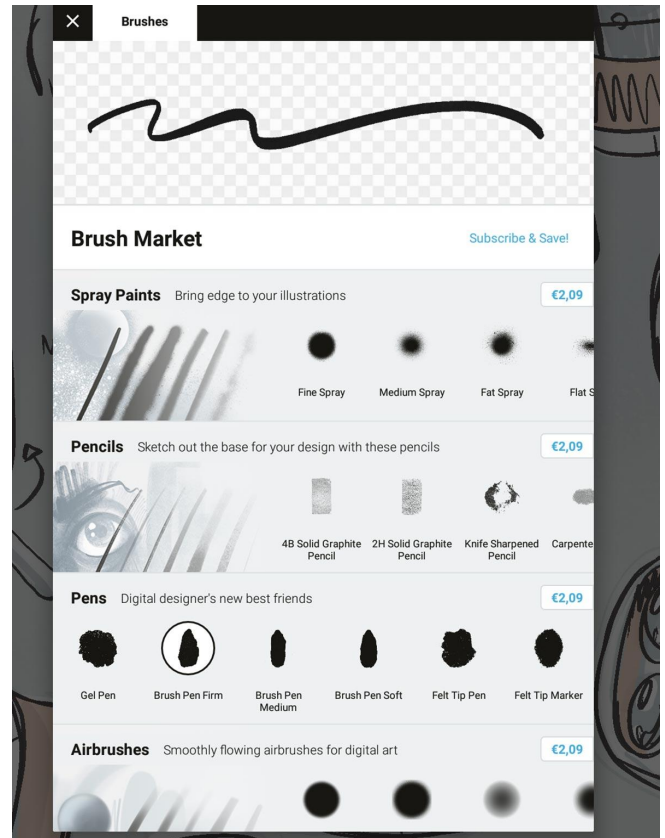 Brushes
Brush Market
Subscribe & Save!
Spray Paints Bring edge to your illustrations €2,09
Fine Spray Medium Spray Fat Spray Flat S
Pencils Sketch out the base for your design with these pencils €2,09
4B Solid Graphite Pencil
2H Solid Graphite Pencil
Knife Sharpened Pencil
Carpente
Pens Digital designer's new best friends €2,09
Gel Pen Brush Pen Firm Brush Pen Medium Brush Pen Soft Felt Tip Pen Felt Tip Marker
Airbrushes Smoothly flowing airbrushes for digital art €2,09